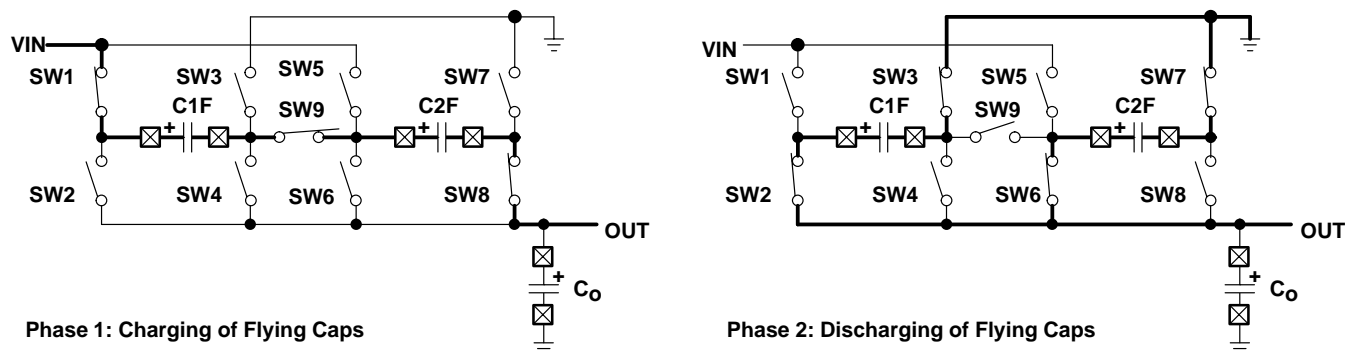 VIN
SW1
SW3
SW5
SW7
SW9
C1F
+
C2F
+
SW2
SW4
SW6
SW8
OUT
+
Co
Phase 1: Charging of Flying Caps
VIN
SW1
SW3
SW5
SW7
SW9
C1F
+
C2F
+
SW2
SW4
SW6
SW8
OUT
+
Co
Phase 2: Discharging of Flying Caps